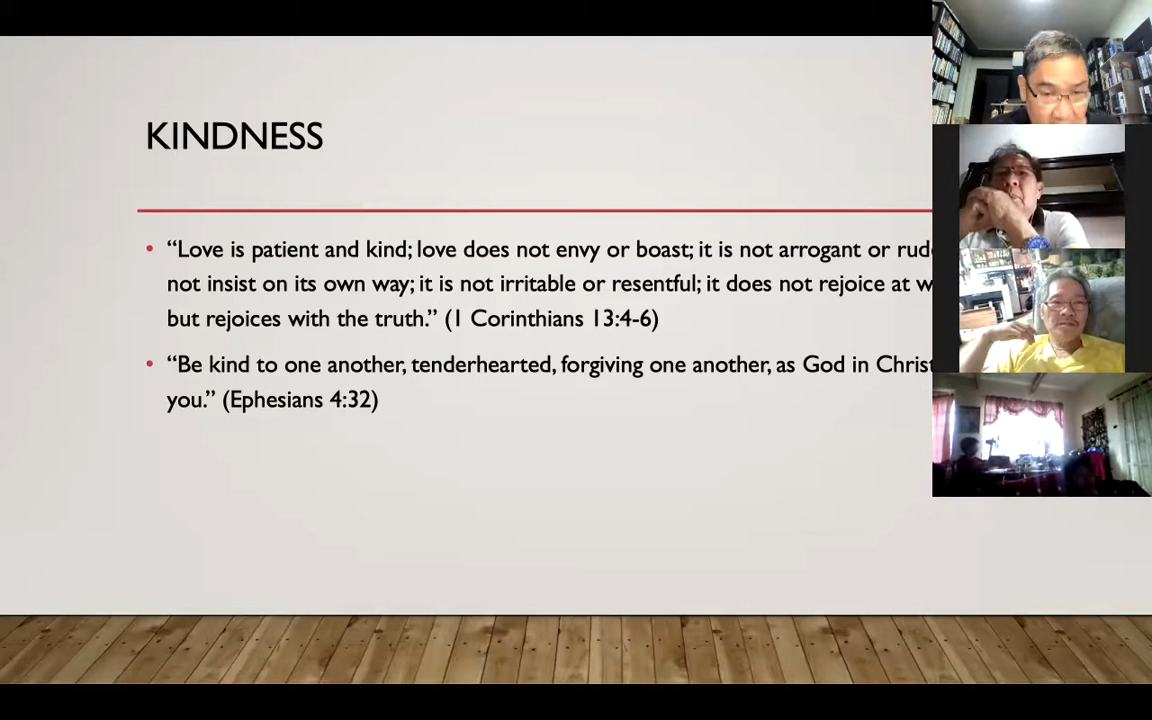 KINDNESS
• “Love is patient and kind; love does not envy or boast; it is not arrogant or
not insist on its own way; it is not irritable or resentful; it does not rejoice at
but rejoices with the truth.” (1 Corinthians 13:4-6)
• “Be kind to one another, tenderhearted, forgiving one another, as God in Christ
you.” (Ephesians 4:32)